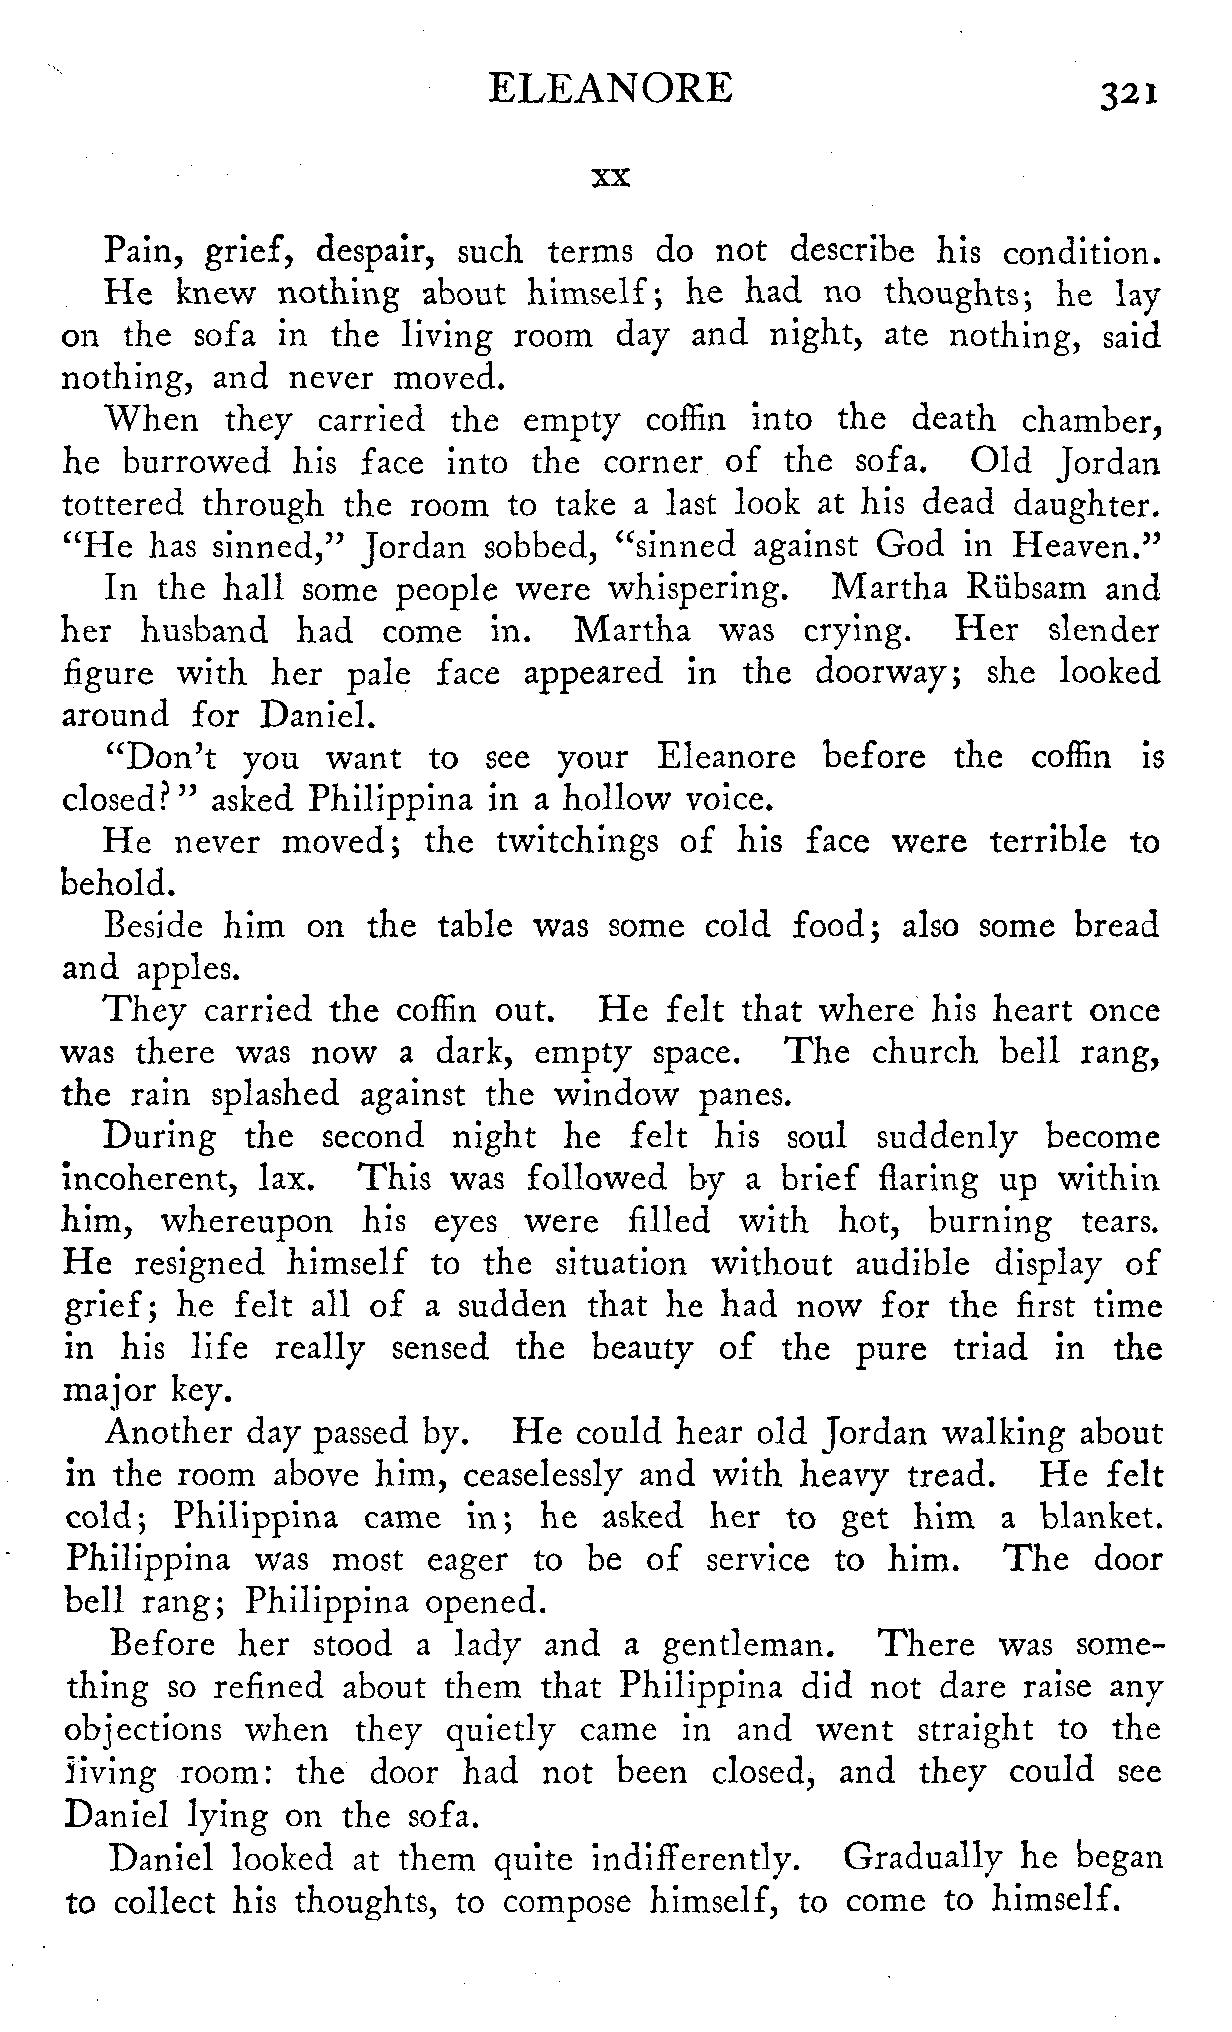 ELEANORE 321
XX
Pain, grief, despair, such terms do not describe his condition.
He knew nothing about himself; he had no thoughts; he lay
on the sofa in the living room day and night, ate nothing, said
nothing, and never moved.
When they carried the empty coffin into the death chamber,
he burrowed his face into the corner of the sofa. Old Jordan
tottered through the room to take a last look at his dead daughter.
“He has sinned,” Jordan sobbed, “sinned against God in Heaven.”
In the hall some people were whispering. Martha Rübsam and
her husband had come in. Martha was crying. Her slender
figure with her pale face appeared in the doorway; she looked
around for Daniel.
“Don’t you want to see your Eleanore before the coffin is
closed?” asked Philippina in a hollow voice.
He never moved; the twitchings of his face were terrible to
behold.
Beside him on the table was some cold food; also some bread
and apples.
They carried the coffin out. He felt that where his heart once
was there was now a dark, empty space. The church bell rang,
the rain splashed against the window panes.
During the second night he felt his soul suddenly become
incoherent, lax. This was followed by a brief flaring up within
him, whereupon his eyes were filled with hot, burning tears.
He resigned himself to the situation without audible display of
grief; he felt all of a sudden that he had now for the first time
in his life really sensed the beauty of the pure triad in the
major key.
Another day passed by. He could hear old Jordan walking about
in the room above him, ceaselessly and with heavy tread. He felt
cold; Philippina came in; he asked her to get him a blanket.
Philippina was most eager to be of service to him. The door
bell rang; Philippina opened.
Before her stood a lady and a gentleman. There was some-
thing so refined about them that Philippina did not dare raise any
objections when they quietly came in and went straight to the
living room: the door had not been closed, and they could see
Daniel lying on the sofa.
Daniel looked at them quite indifferently. Gradually he began
to collect his thoughts, to compose himself, to come to himself.